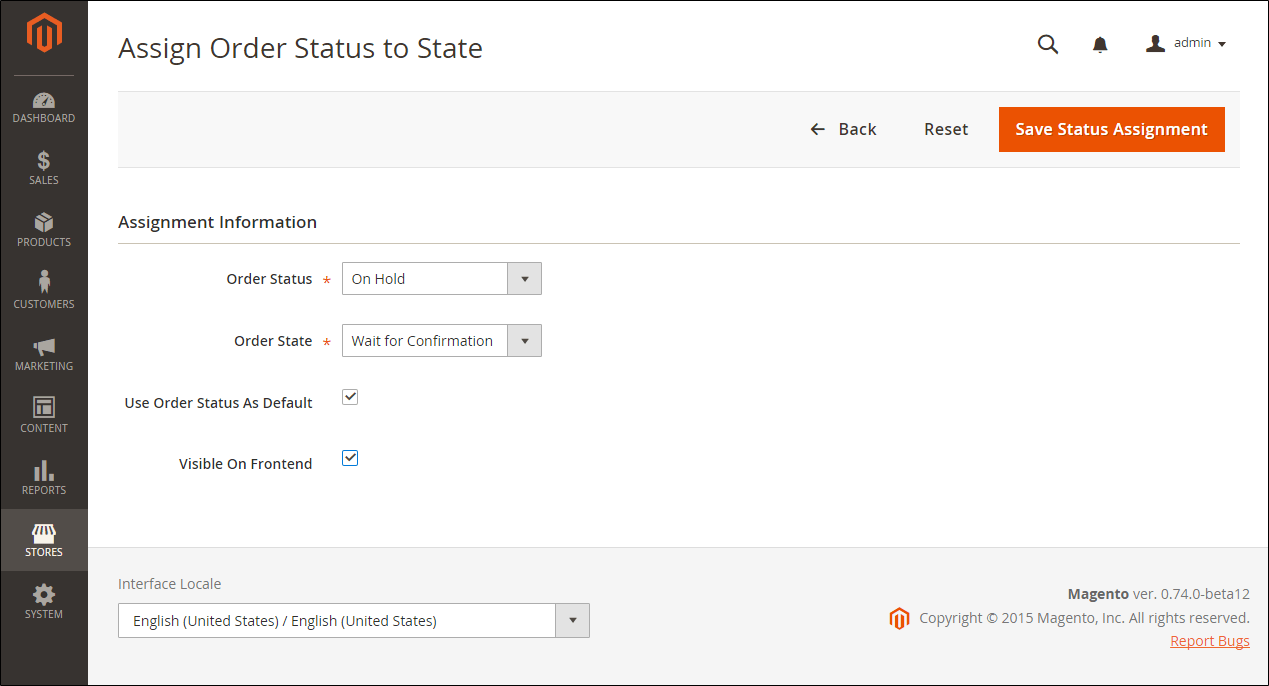 Assign Order Status to State
admin
DASHBOARD
SALES
PRODUCTS
CUSTOMERS
MARKETING
CONTENT
REPORTS
STORES
SYSTEM
Back
Reset
Save Status Assignment
Assignment Information
Order Status * On Hold
Order State * Wait for Confirmation
Use Order Status As Default
Visible On Frontend
Interface Locale
English (United States) / English (United States)
Magento ver. 0.74.0-beta12
Copyright © 2015 Magento, Inc. All rights reserved.
Report Bugs